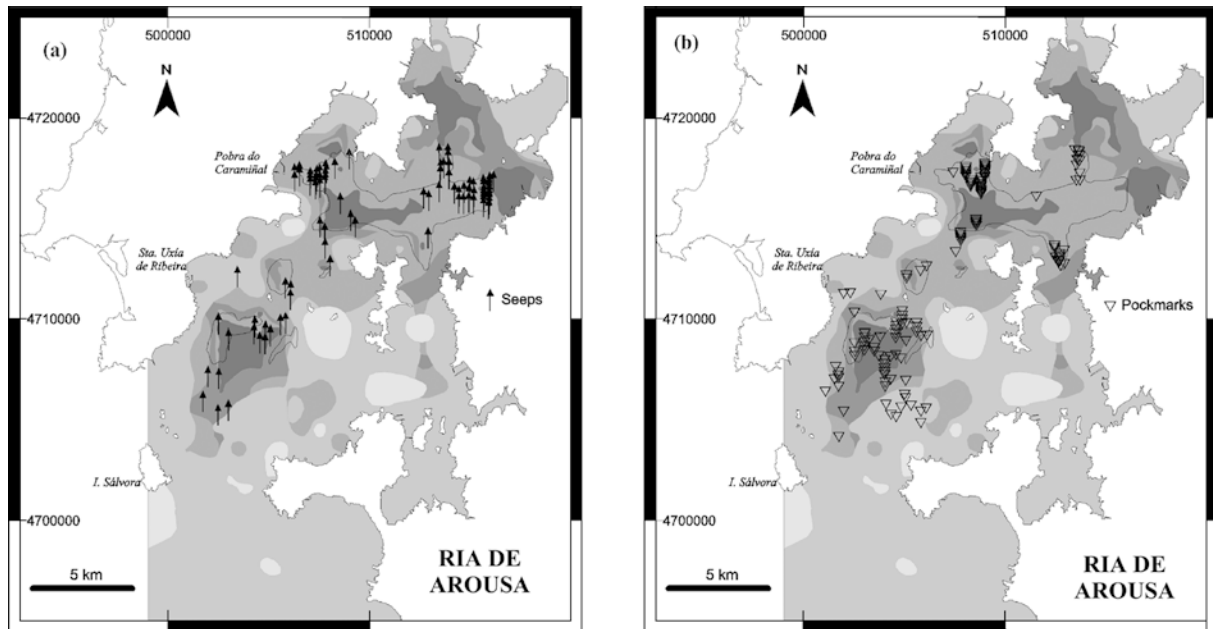 (a)
500000
510000
N
4720000
Pobra do
Caramiñal
Sta. Uxía
de Ribeira
Seeps
4710000
I. Sálvora
4700000
5 km
RIA DE
AROUSA
(b)
500000
510000
N
4720000
Pobra do
Caramiñal
Sta. Uxía
de Ribeira
Pockmarks
4710000
I. Sálvora
4700000
5 km
RIA DE
AROUSA